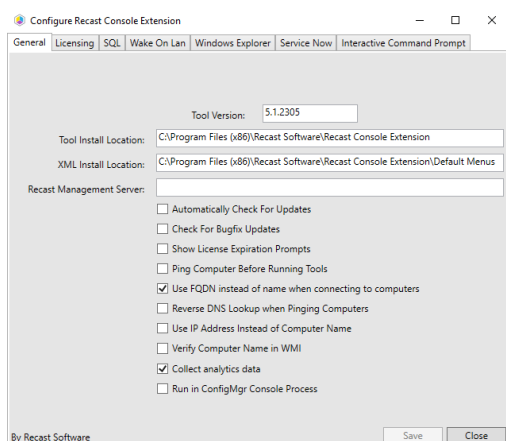 Configure Recast Console Extension
General Licensing SQL Wake On Lan Windows Explorer Service Now Interactive Command Prompt
Tool Version: 5.1.2305
Tool Install Location: C:\Program Files (x86)\Recast Software\Recast Console Extension
XML Install Location: C:\Program Files (x86)\Recast Software\Recast Console Extension\Default Menus
Recast Management Server:
Automatically Check For Updates
Check For Bugfix Updates
Show License Expiration Prompts
Ping Computer Before Running Tools
Use FQDN instead of name when connecting to computers
Reverse DNS Lookup when Pinging Computers
Use IP Address Instead of Computer Name
Verify Computer Name in WMI
Collect analytics data
Run in ConfigMgr Console Process
By Recast Software Save Close